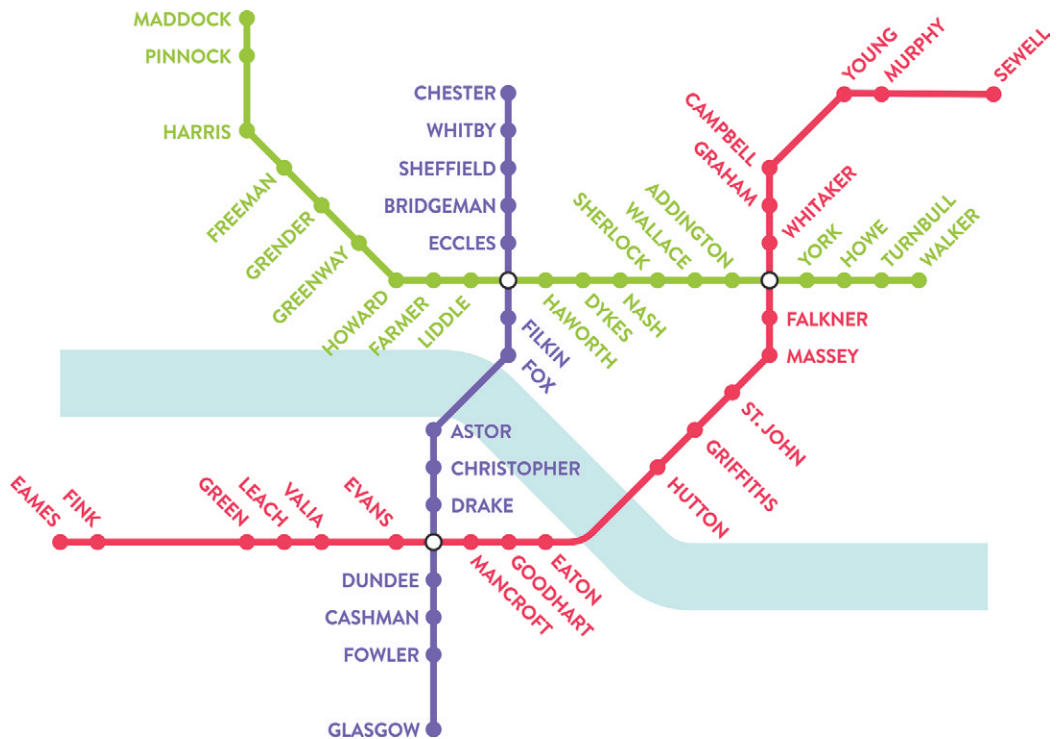 MADDOCK
PINNOCK
HARRIS
FREEMAN
GRENDER
GREENWAY
HOWARD
FARMER
LIDDLE
HAWORTH
DYKES
NASH
SHERLOCK
WALLACE
ADDINGTON
YORK
HOWE
TURNBULL
WALKER
CHESTER
WHITBY
SHEFFIELD
BRIDGEMAN
ECCLES
FILKIN
FOX
ASTOR
CHRISTOPHER
DRAKE
DUNDEE
CASHMAN
FOWLER
GLASGOW
SEWELL
MURPHY
YOUNG
CAMPBELL
GRAHAM
WHITAKER
FALKNER
MASSEY
ST. JOHN
GRIFFITHS
HUTTON
EATON
GOODHART
MANCROFT
EVANS
VALIA
LEACH
GREEN
FINK
EAMES